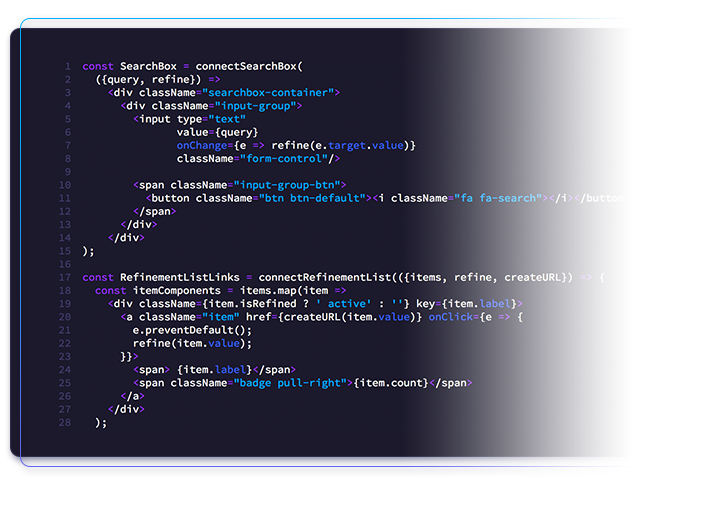 1 const SearchBox = connectSearchBox(
2 ({query, refine}) =>
3 <div className="searchbox-container">
4 <div className="input-group">
5 <input type="text"
6 value={query}
7 onChange={e => refine(e.target.value)}
8 className="form-control"/>
9
10 <span className="input-group-btn">
11 <button className="btn btn-default"><i className="fa fa-search"></i></button
12 </span>
13 </div>
14 </div>
15 );
16
17 const RefinementListLinks = connectRefinementList(({items, refine, createURL}) => {
18 const itemComponents = items.map(item =>
19 <div className={item.isRefined ? ' active' : ''} key={item.label}>
20 <a className="item" href={createURL(item.value)} onClick={e => {
21 e.preventDefault();
22 refine(item.value);
23 }}>
24 <span> {item.label}</span>
25 <span className="badge pull-right">{item.count}</span>
26 </a>
27 </div>
28 );